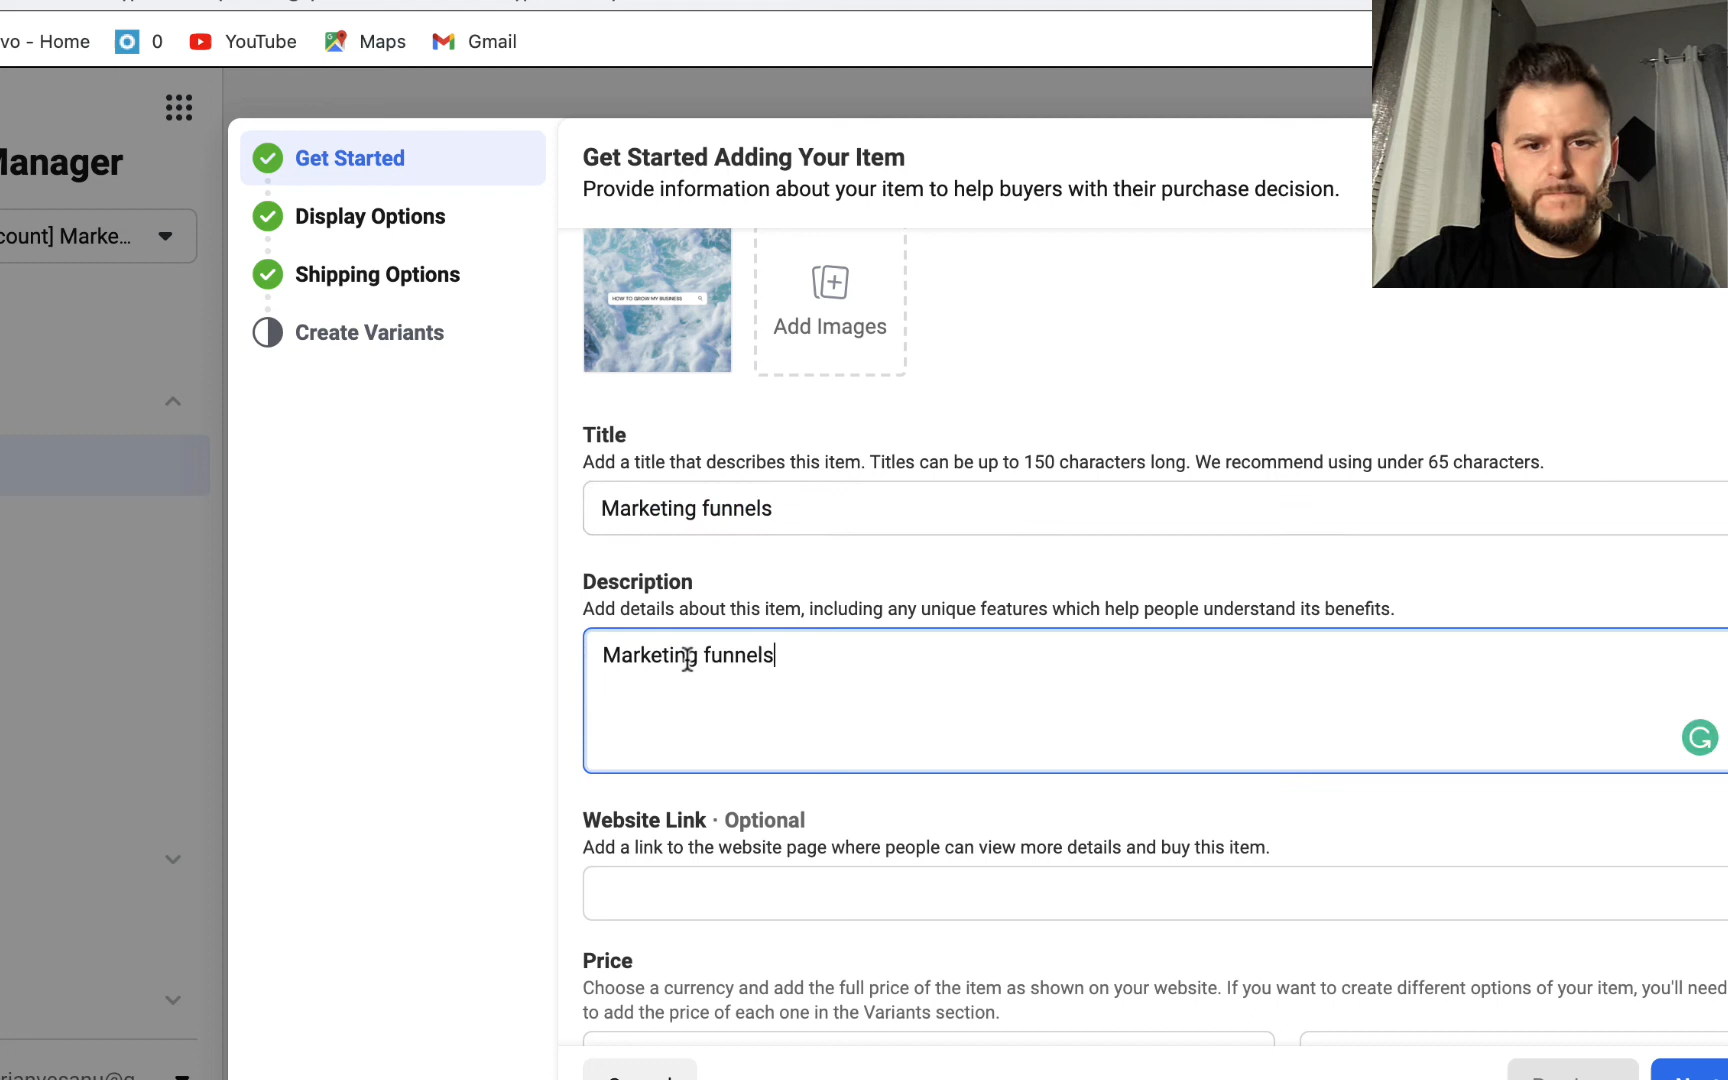 vo - Home
0
YouTube
Maps
Gmail
Manager
count] Marke...
Get Started
Display Options
Shipping Options
Create Variants
Get Started Adding Your Item
Provide information about your item to help buyers with their purchase decision.
HOW TO GROW MY BUSINESS
Add Images
Title
Add a title that describes this item. Titles can be up to 150 characters long. We recommend using under 65 characters.
Marketing funnels
Description
Add details about this item, including any unique features which help people understand its benefits.
Marketing funnels
Website Link · Optional
Add a link to the website page where people can view more details and buy this item.
Price
Choose a currency and add the full price of the item as shown on your website. If you want to create different options of your item, you'll need
to add the price of each one in the Variants section.